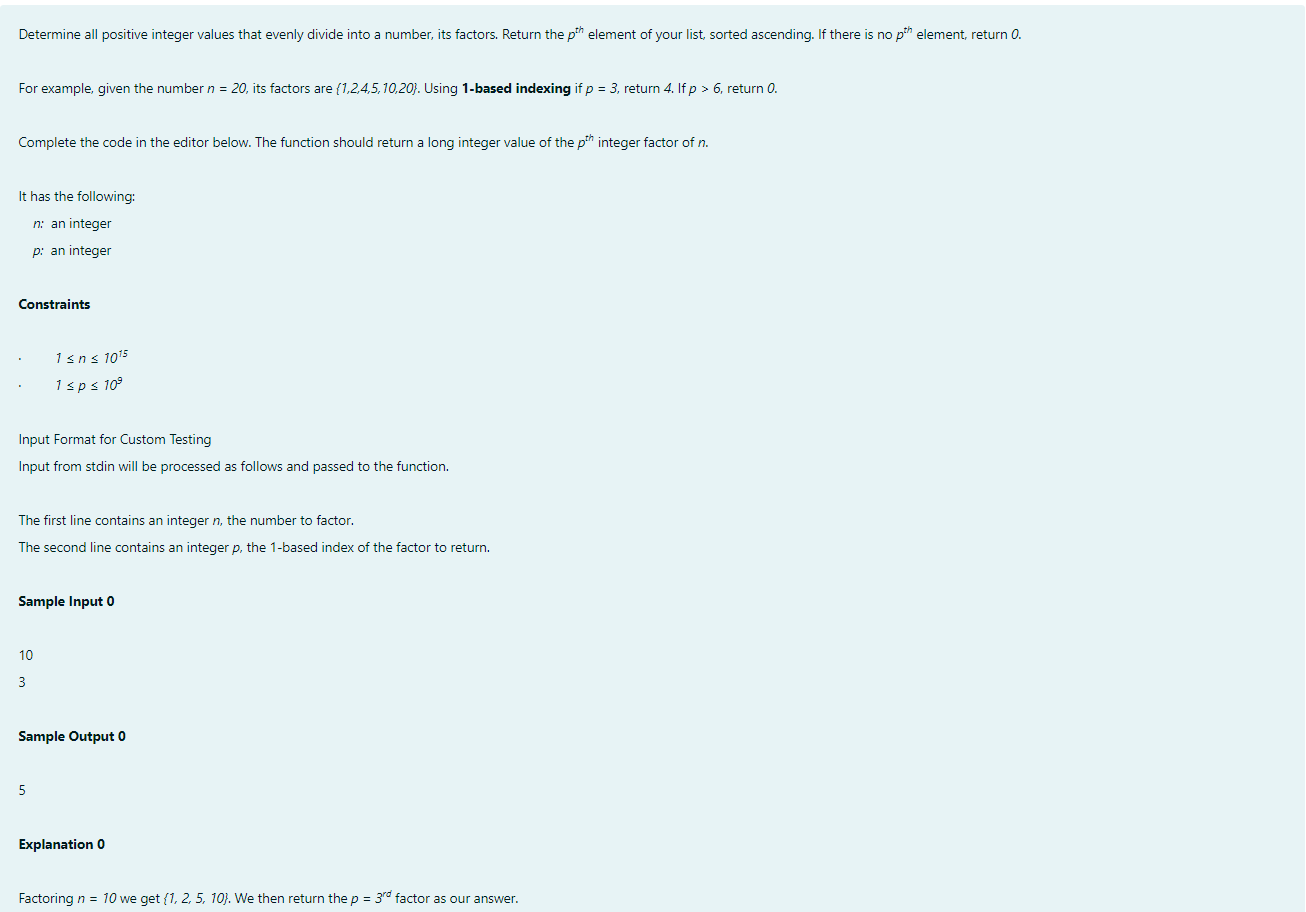 Determine all positive integer values that evenly divide into a number, its factors. Return the pth element of your list, sorted ascending. If there is no pth element, return 0.
For example, given the number n = 20, its factors are {1,2,4,5,10,20}. Using 1-based indexing if p = 3, return 4. If p > 6, return 0.
Complete the code in the editor below. The function should return a long integer value of the pth integer factor of n.
It has the following:
n: an integer
p: an integer
Constraints
· 1 ≤ n ≤ 10^15
· 1 ≤ p ≤ 10^9
Input Format for Custom Testing
Input from stdin will be processed as follows and passed to the function.
The first line contains an integer n, the number to factor.
The second line contains an integer p, the 1-based index of the factor to return.
Sample Input 0
10
3
Sample Output 0
5
Explanation 0
Factoring n = 10 we get {1, 2, 5, 10}. We then return the p = 3rd factor as our answer.